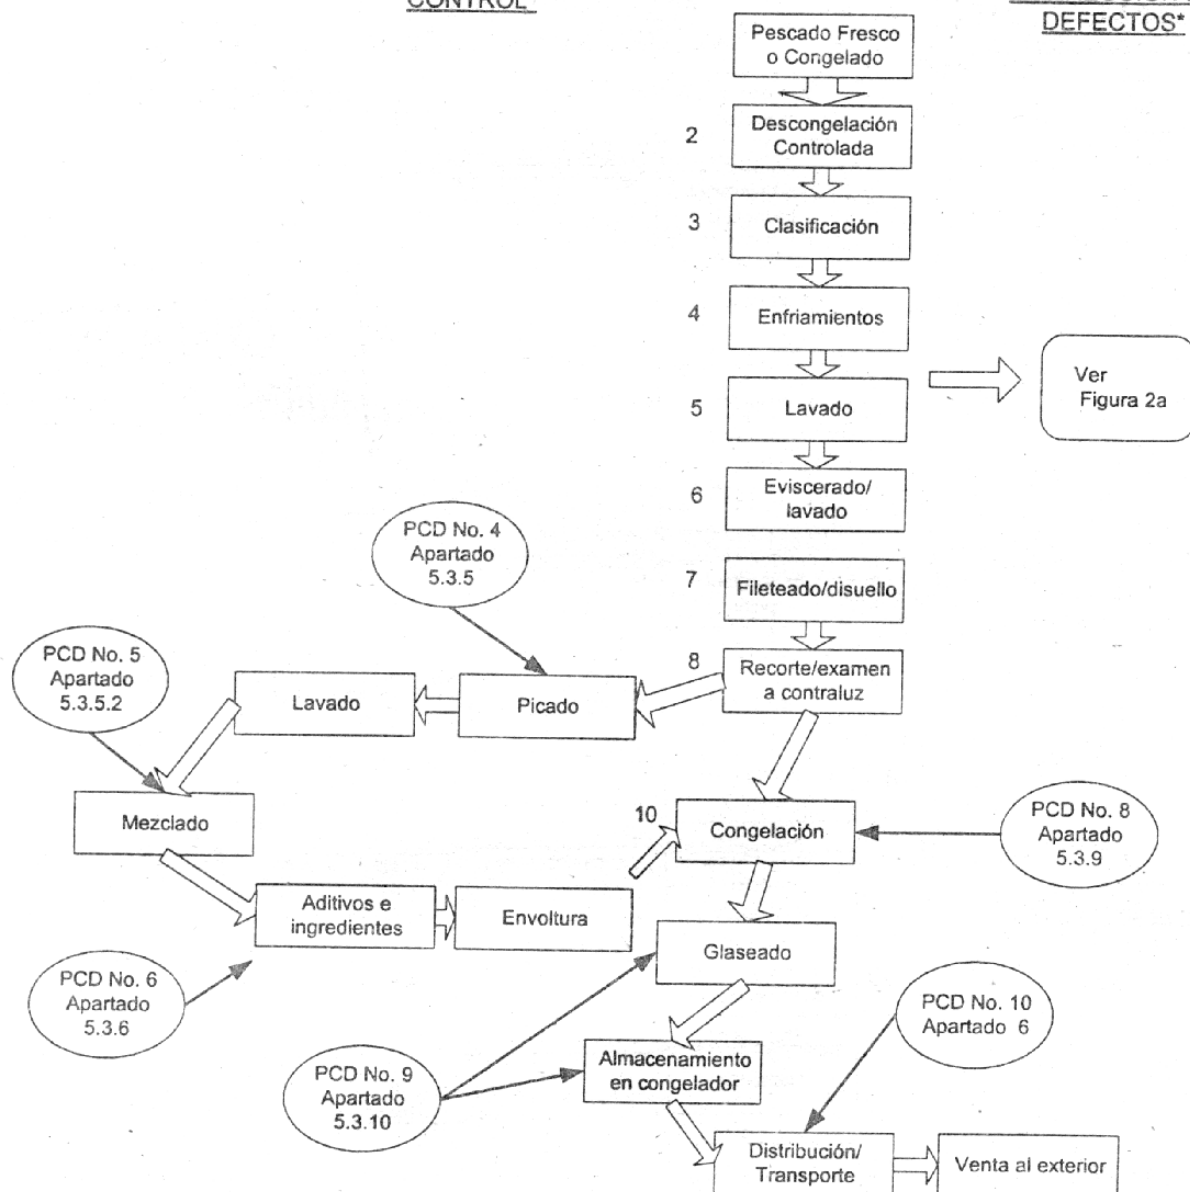 CONTROL*
DEFECTOS*
Pescado Fresco
o Congelado
2
Descongelación
Controlada
3
Clasificación
4
Enfriamientos
Ver
Figura 2a
5
Lavado
6
Eviscerado/
lavado
PCD No. 4
Apartado
5.3.5
7
Fileteado/disuello
PCD No. 5
Apartado
5.3.5.2
8
Recorte/examen
a contraluz
Lavado
Picado
Mezclado
10
Congelación
PCD No. 8
Apartado
5.3.9
Aditivos e
ingredientes
Envoltura
Glaseado
PCD No. 6
Apartado
5.3.6
PCD No. 10
Apartado 6
PCD No. 9
Apartado
5.3.10
Almacenamiento
en congelador
Distribución/
Transporte
Venta al exterior